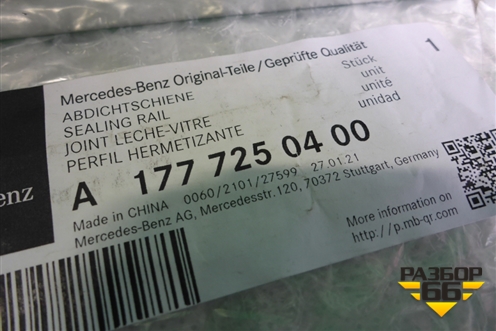 Mercedes-Benz Original-Teile/Geprüfte Qualität
ABDICHTSCHIENE
SEALING RAIL
JOINT LECHE-VITRE
PERFIL HERMETIZANTE
Stück
unit
unité
unidad
1
A 177 725 04 00
Made in CHINA 0060/2101/27599 27.01.21
Mercedes-Benz AG, Mercedesstr.120, 70372 Stuttgart, Germany
More information on
http://p.mb-qr.com
enz
РАЗБОР
66